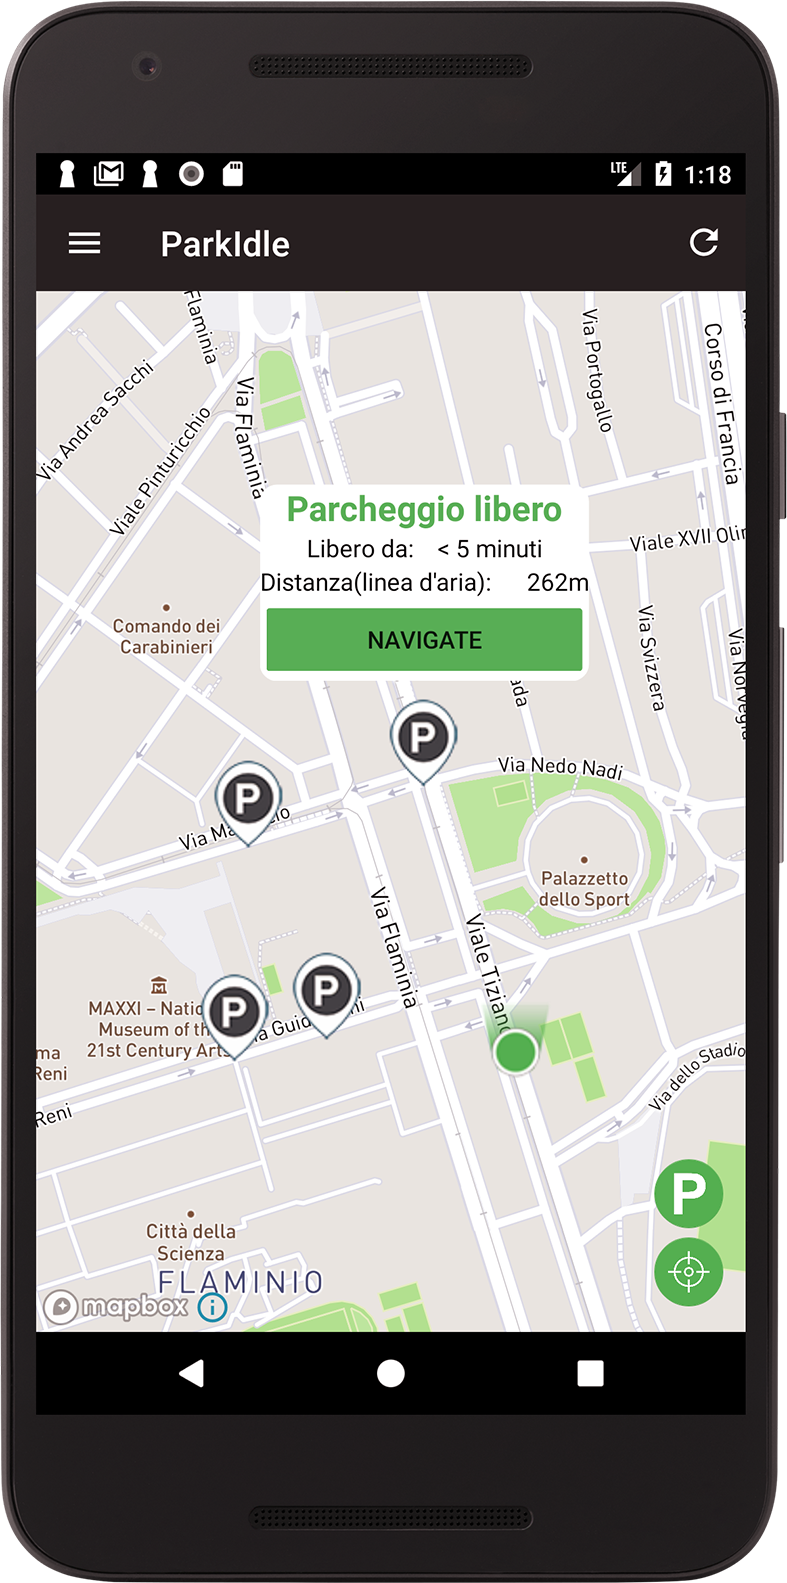 LTE
1:18
ParkIdle
Flaminia
Via Andrea Sacchi
Viale Pinturicchio
Via Flaminia
Via Portogallo
Corso di Francia
Parcheggio libero
Libero da: < 5 minuti
Distanza(linea d'aria): 262m
NAVIGATE
Viale XVII Olim
Comando dei
Carabinieri
Via Svizzera
Via Norvegia
ada
P
P
Via Nedo Nadi
Via Ma
Palazzetto
dello Sport
Via Flaminia
Viale Tiziano
P
P
MAXXI – Natio
Museum of th
21st Century Arts
ia Guid
ni
ma
Reni
Reni
Via dello Stadio
P
Città della
Scienza
FLAMINIO
mapbox
i